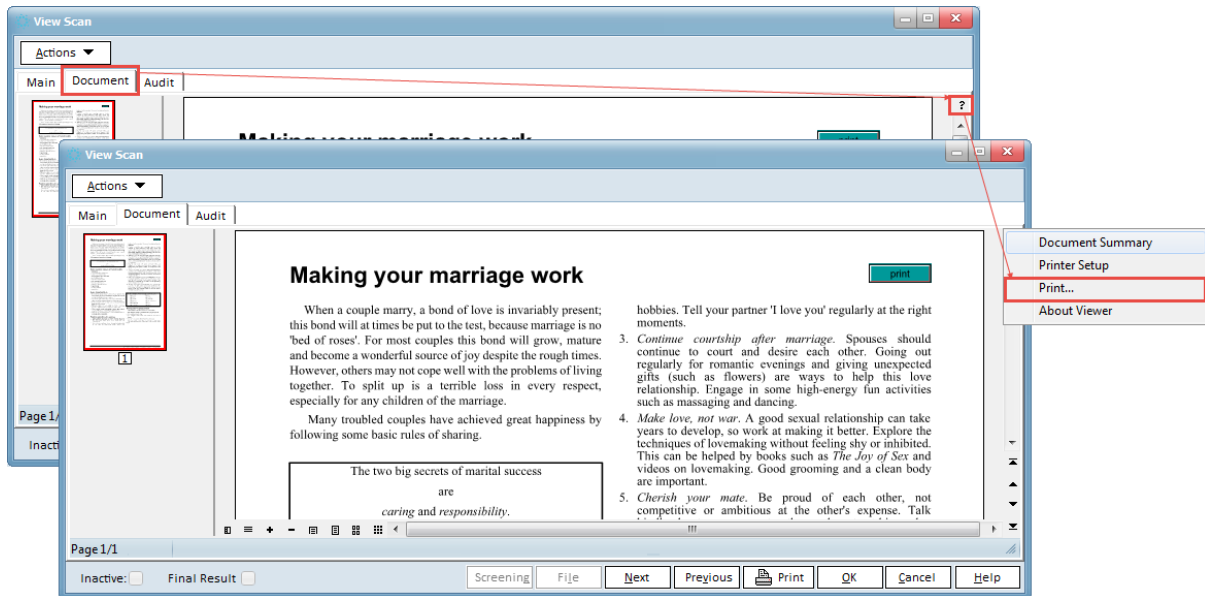 View Scan
Actions
Main Document Audit
?
Making your marriage work
print
View Scan
Actions
Main Document Audit
Making your marriage work
print
When a couple marry, a bond of love is invariably present;
this bond will at times be put to the test, because marriage is no
'bed of roses'. For most couples this bond will grow, mature
and become a wonderful source of joy despite the rough times.
However, others may not cope well with the problems of living
together. To split up is a terrible loss in every respect,
especially for any children of the marriage.
Many troubled couples have achieved great happiness by
following some basic rules of sharing.
The two big secrets of marital success
are
caring and responsibility.
hobbies. Tell your partner 'I love you' regularly at the right
moments.
3. Continue courtship after marriage. Spouses should
continue to court and desire each other. Going out
regularly for romantic evenings and giving unexpected
gifts (such as flowers) are ways to help this love
relationship. Engage in some high-energy fun activities
such as massaging and dancing.
4. Make love, not war. A good sexual relationship can take
years to develop, so work at making it better. Explore the
techniques of lovemaking without feeling shy or inhibited.
This can be helped by books such as The Joy of Sex and
videos on lovemaking. Good grooming and a clean body
are important.
5. Cherish your mate. Be proud of each other, not
competitive or ambitious at the other's expense. Talk
1
Document Summary
Printer Setup
Print...
About Viewer
Page 1/
Inacti
Page 1/1
Inactive: Final Result Screening File Next Previous Print OK Cancel Help